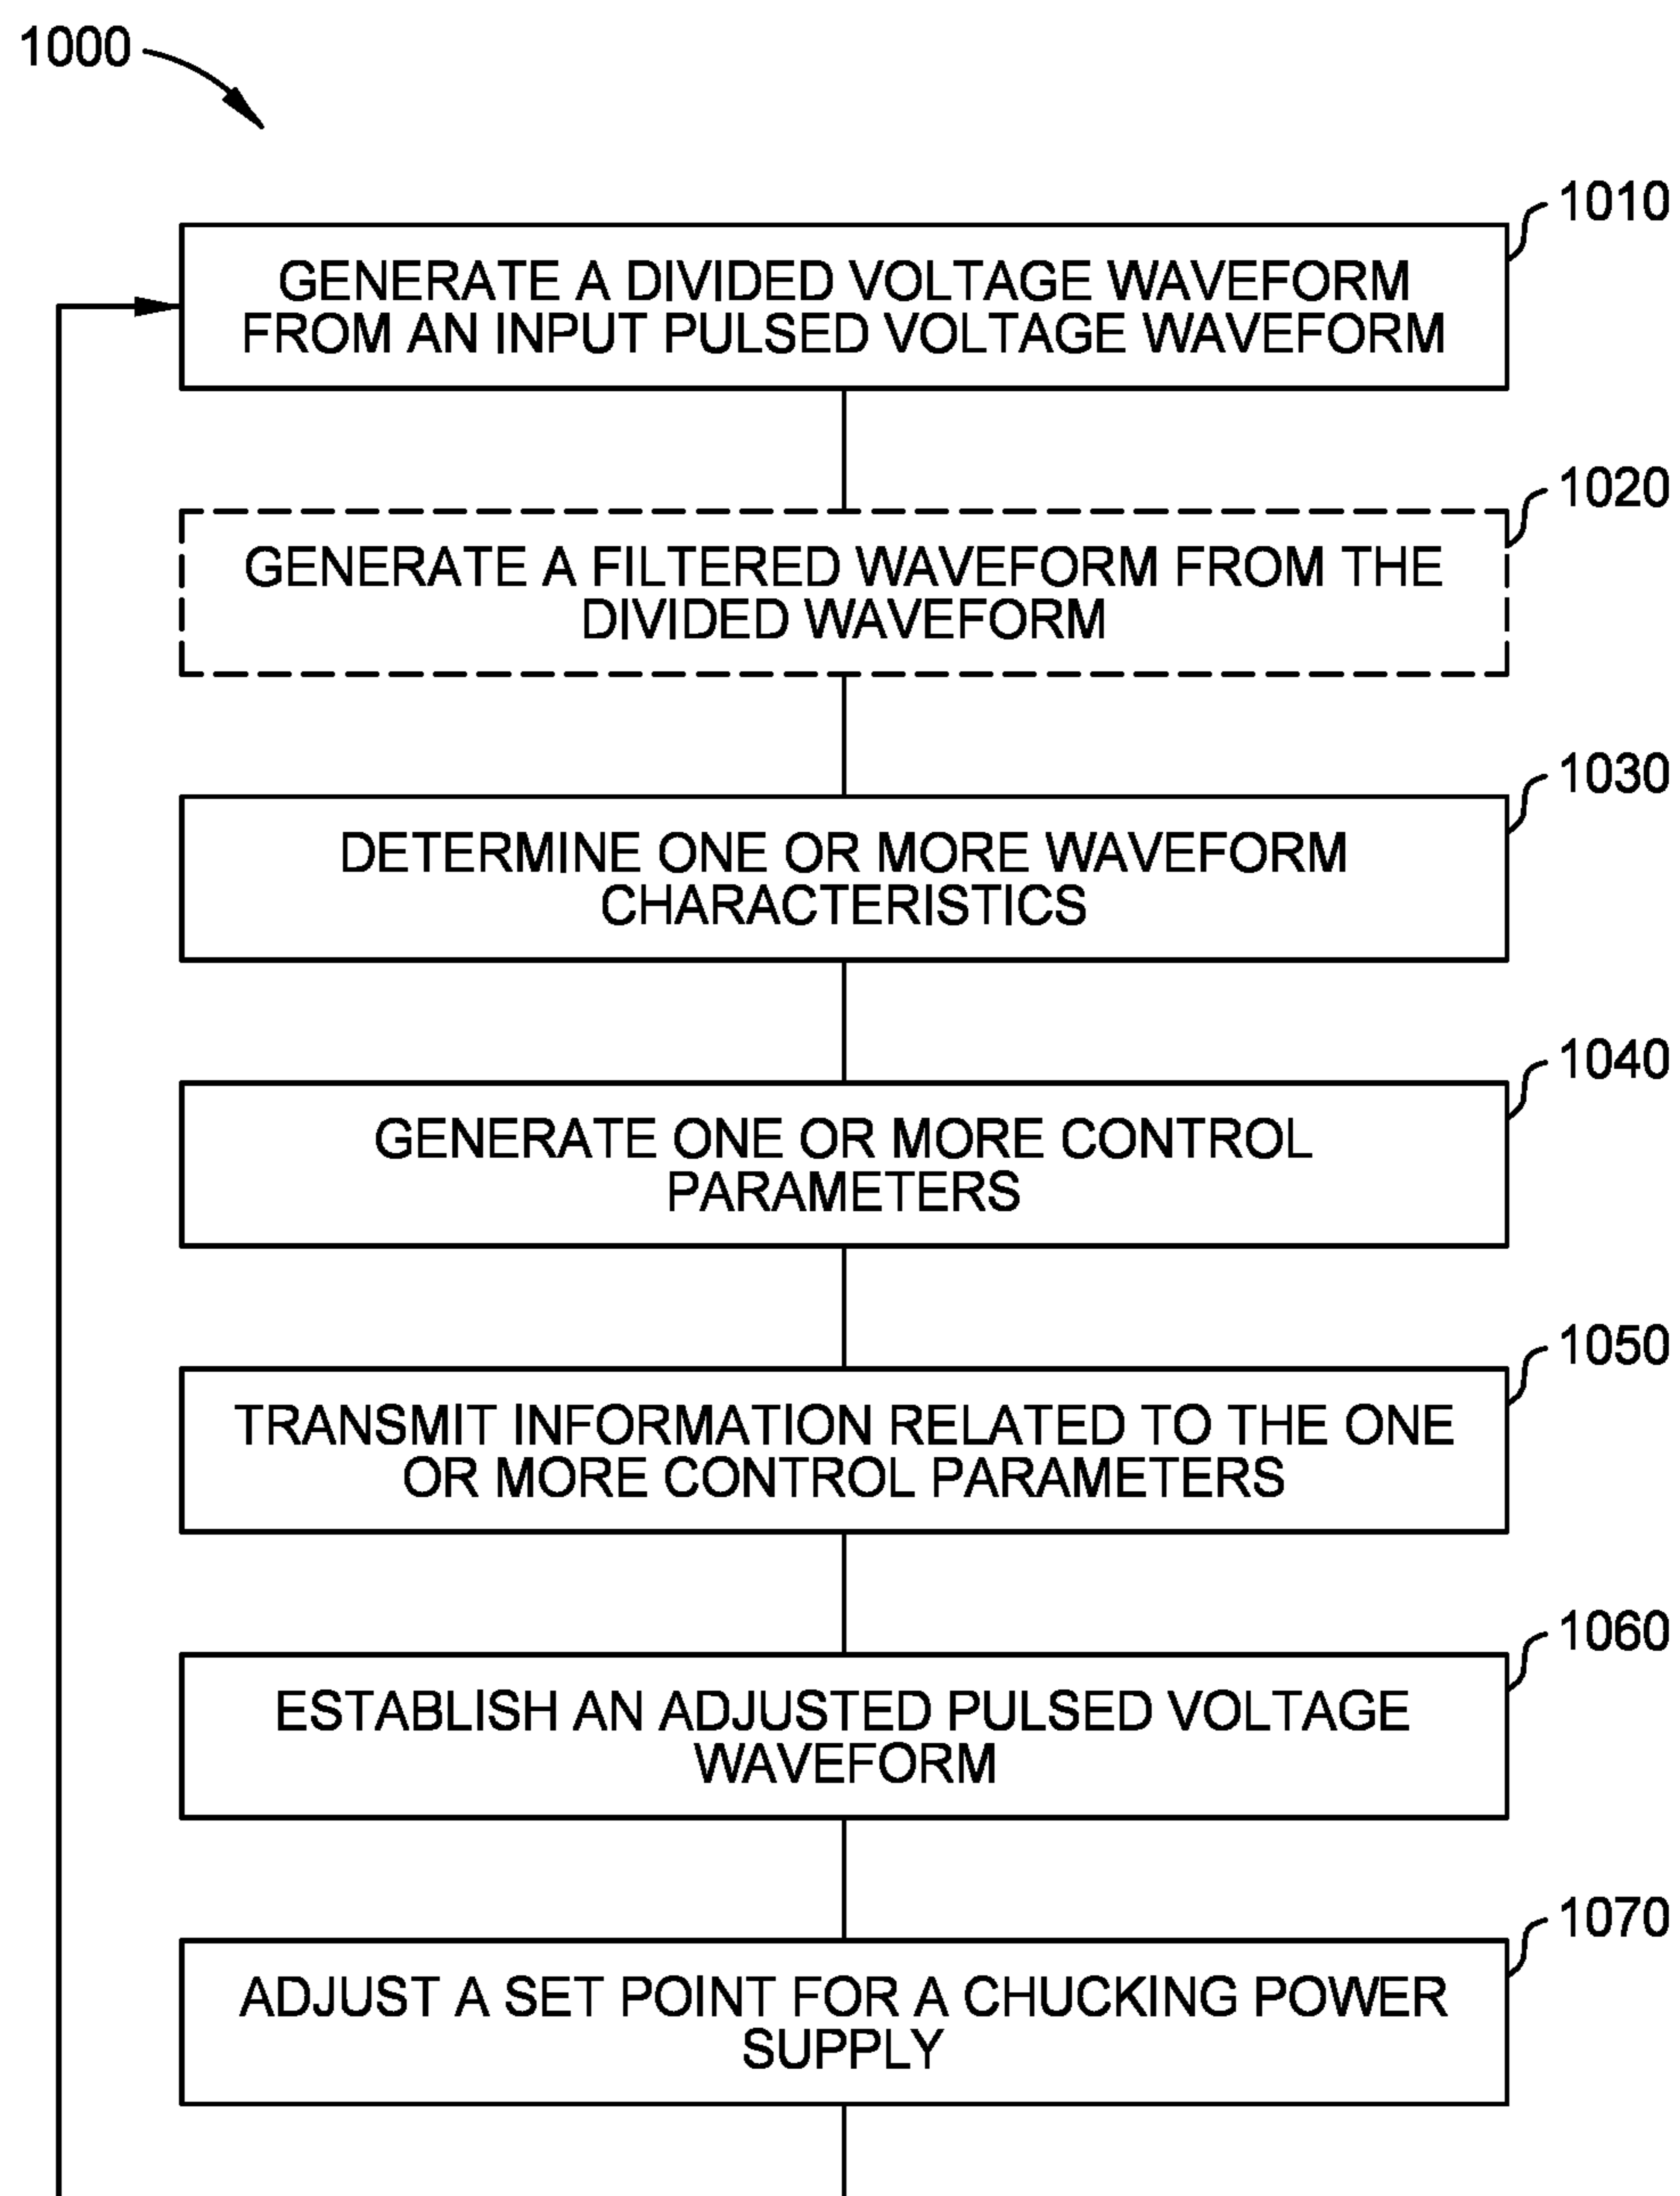 1000
1010
GENERATE A DIVIDED VOLTAGE WAVEFORM
FROM AN INPUT PULSED VOLTAGE WAVEFORM
1020
GENERATE A FILTERED WAVEFORM FROM THE
DIVIDED WAVEFORM
1030
DETERMINE ONE OR MORE WAVEFORM
CHARACTERISTICS
1040
GENERATE ONE OR MORE CONTROL
PARAMETERS
1050
TRANSMIT INFORMATION RELATED TO THE ONE
OR MORE CONTROL PARAMETERS
1060
ESTABLISH AN ADJUSTED PULSED VOLTAGE
WAVEFORM
1070
ADJUST A SET POINT FOR A CHUCKING POWER
SUPPLY